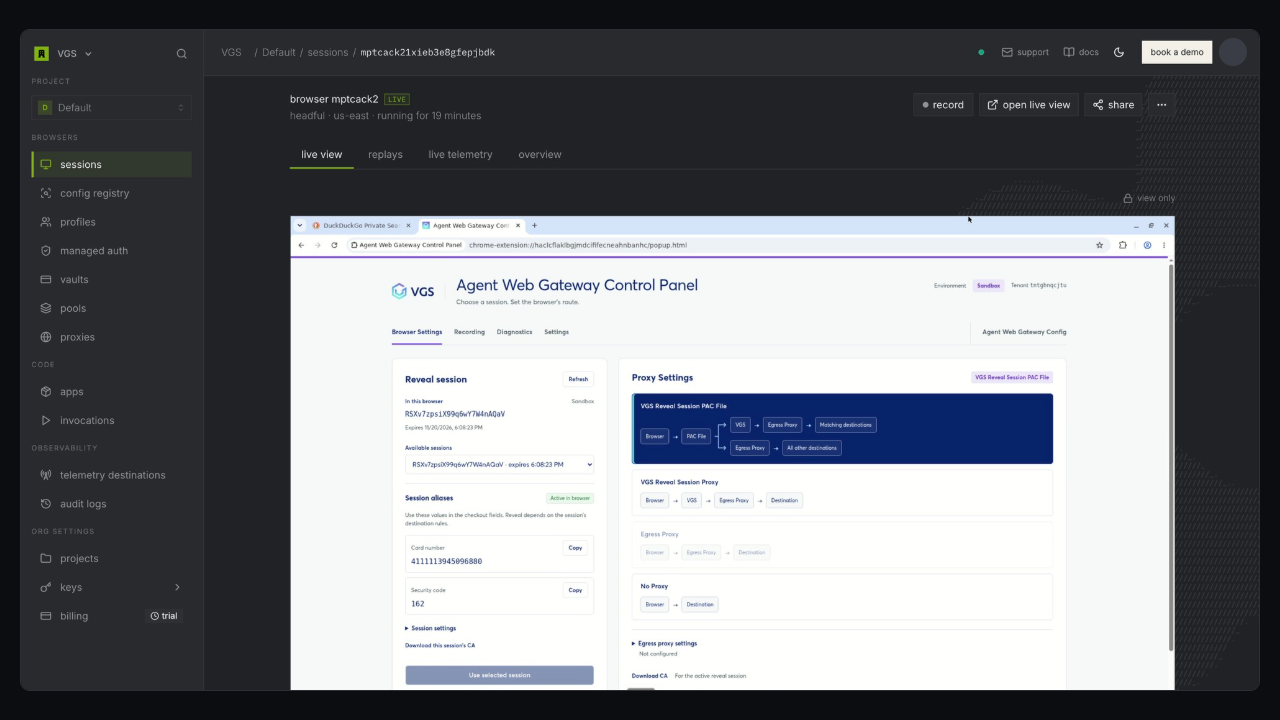 VGS
VGS / Default / sessions / mptcack21xieb3e8gfepjbdk
support
docs
book a demo
PROJECT
D Default
BROWSERS
sessions
config registry
profiles
managed auth
vaults
pools
proxies
CODE
apps
invocations
OBSERVABILITY
telemetry destinations
audit logs
ORG SETTINGS
projects
keys
billing
trial
browser mptcack2 LIVE
headful · us-east · running for 19 minutes
record
open live view
share
live view
replays
live telemetry
overview
view only
DuckDuckGo Private Sea
Agent Web Gateway Con
Agent Web Gateway Control Panel
VGS
Agent Web Gateway Control Panel
Choose a session. Set the browser's route.
Environment Sandbox Tenant tntghnqcjtu
Browser Settings Recording Diagnostics Settings
Agent Web Gateway Config
Reveal session
Refresh
In this browser Sandbox
RSXv7zpsiX99q6wY7W4nAQaV
Expires 11/20/2026, 6:08:23 PM
Available sessions
RSXv7zpsiX99q6wY7W4nAQaV · expires 6:08:23 PM
Session aliases
Active in browser
Use these values in the checkout fields. Reveal depends on the session's
destination rules.
Card number
Copy
4111113945096880
Security code
Copy
162
Session settings
Download this session's CA
Use selected session
Proxy Settings
VGS Reveal Session PAC File
VGS Reveal Session PAC File
Browser → PAC File
VGS → Egress Proxy → Matching destinations
Egress Proxy → All other destinations
VGS Reveal Session Proxy
Browser → VGS → Egress Proxy → Destination
Egress Proxy
Browser → Egress Proxy → Destination
No Proxy
Browser → Destination
Egress proxy settings
Not configured
Download CA For the active reveal session